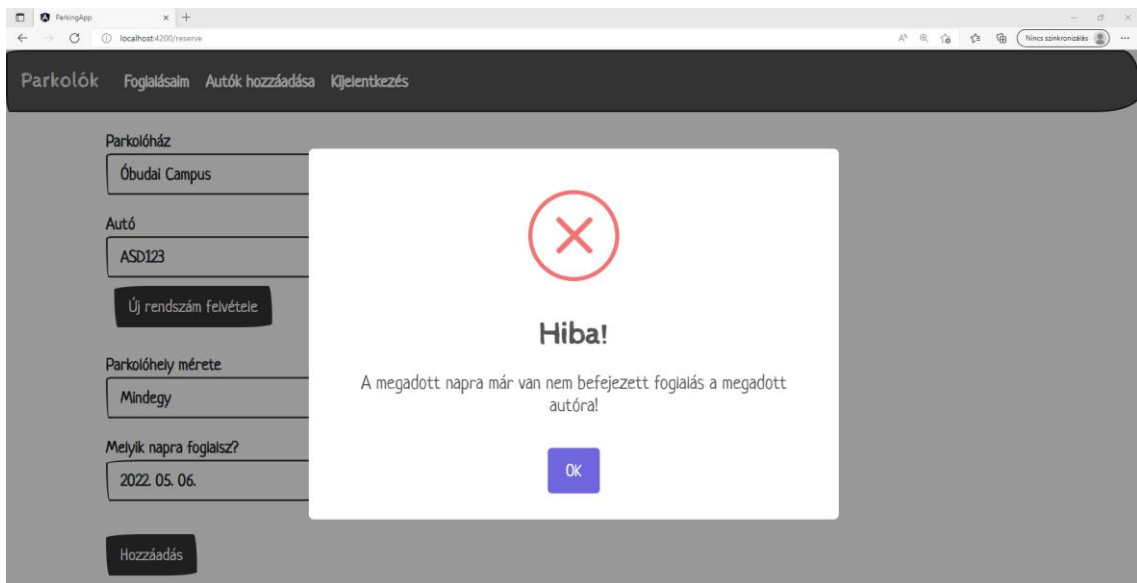 ParkingApp
localhost:4200/reserve
Nincs szinkronizálás
Parkolók Foglalásaim Autók hozzáadása Kijelentkezés
Parkolóház
Óbudai Campus
Autó
ASD123
Új rendszám felvétele
Parkolóhely mérete
Mindegy
Melyik napra foglalsz?
2022. 05. 06.
Hozzáadás
Hiba!
A megadott napra már van nem befejezett foglalás a megadott
autóra!
OK